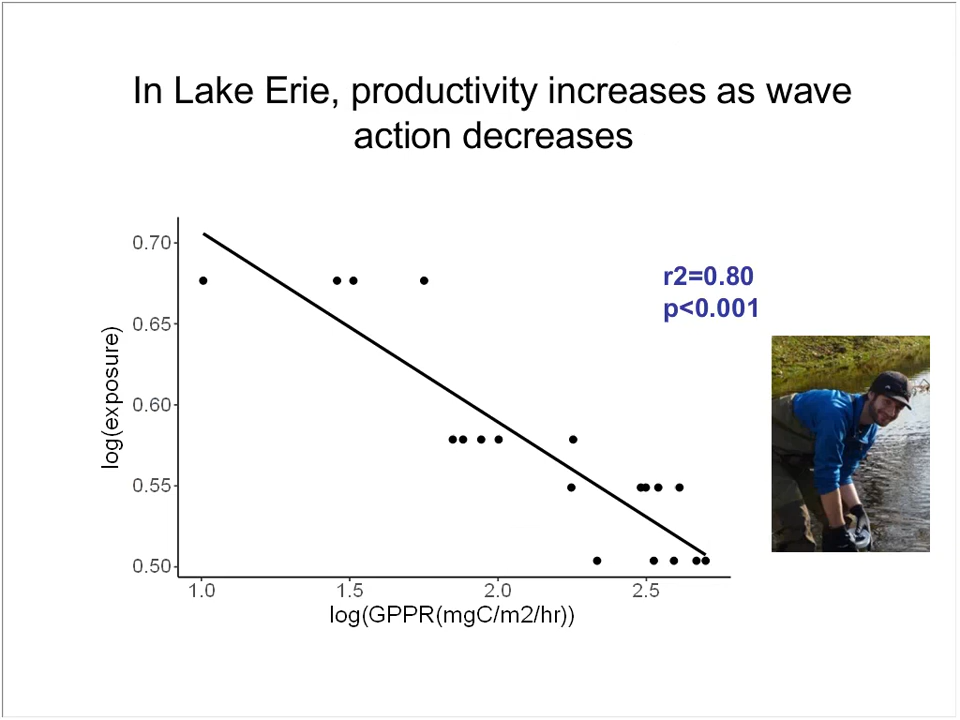 In Lake Erie, productivity increases as wave
action decreases
r2=0.80
p<0.001
log(exposure)
0.70
0.65
0.60
0.55
0.50
1.0
1.5
2.0
2.5
log(GPPR(mgC/m2/hr))